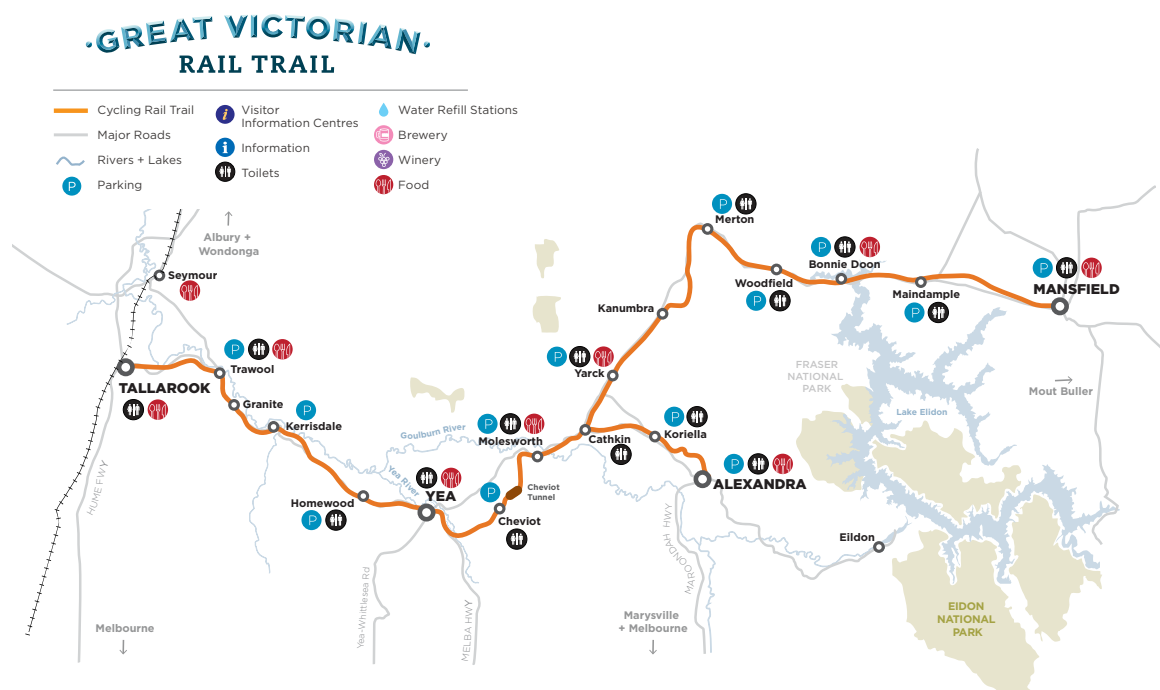 ·GREAT VICTORIAN·
RAIL TRAIL
Cycling Rail Trail
Major Roads
Rivers + Lakes
P Parking
i Visitor
Information Centres
i Information
Toilets
Water Refill Stations
Brewery
Winery
Food
Albury +
Wondonga
Seymour
P
Trawool
TALLAROOK
Granite
P
Kerrisdale
HUME FWY
Melbourne
Homewood
P
YEA
Yea River
Goulburn River
P
Molesworth
P
Cheviot
Tunnel
Cheviot
Yea-Whittlesea Rd
MELBA HWY
Cathkin
P
Yarck
Kanumbra
P
Merton
Woodfield
P
P
Bonnie Doon
Maindample
P
P
MANSFIELD
Mout Buller
FRASER
NATIONAL
PARK
Lake Elidon
P
Koriella
P
ALEXANDRA
MAROONDAH HWY
Marysville
+ Melbourne
Eildon
EIDON
NATIONAL
PARK